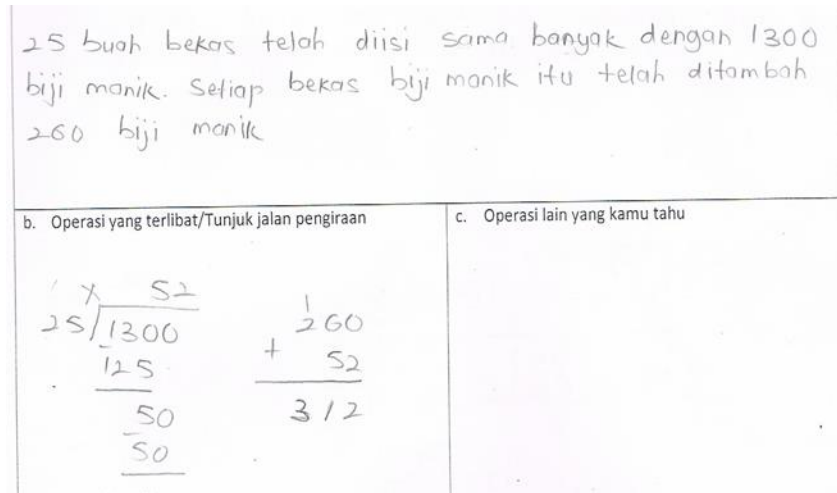 25 buah bekas telah diisi sama banyak dengan 1300
biji manik. Setiap bekas biji manik itu telah ditambah
260 biji manik
b. Operasi yang terlibat/Tunjuk jalan pengiraan
c. Operasi lain yang kamu tahu
52
25/1300
125
50
50
1
260
+ 52
312